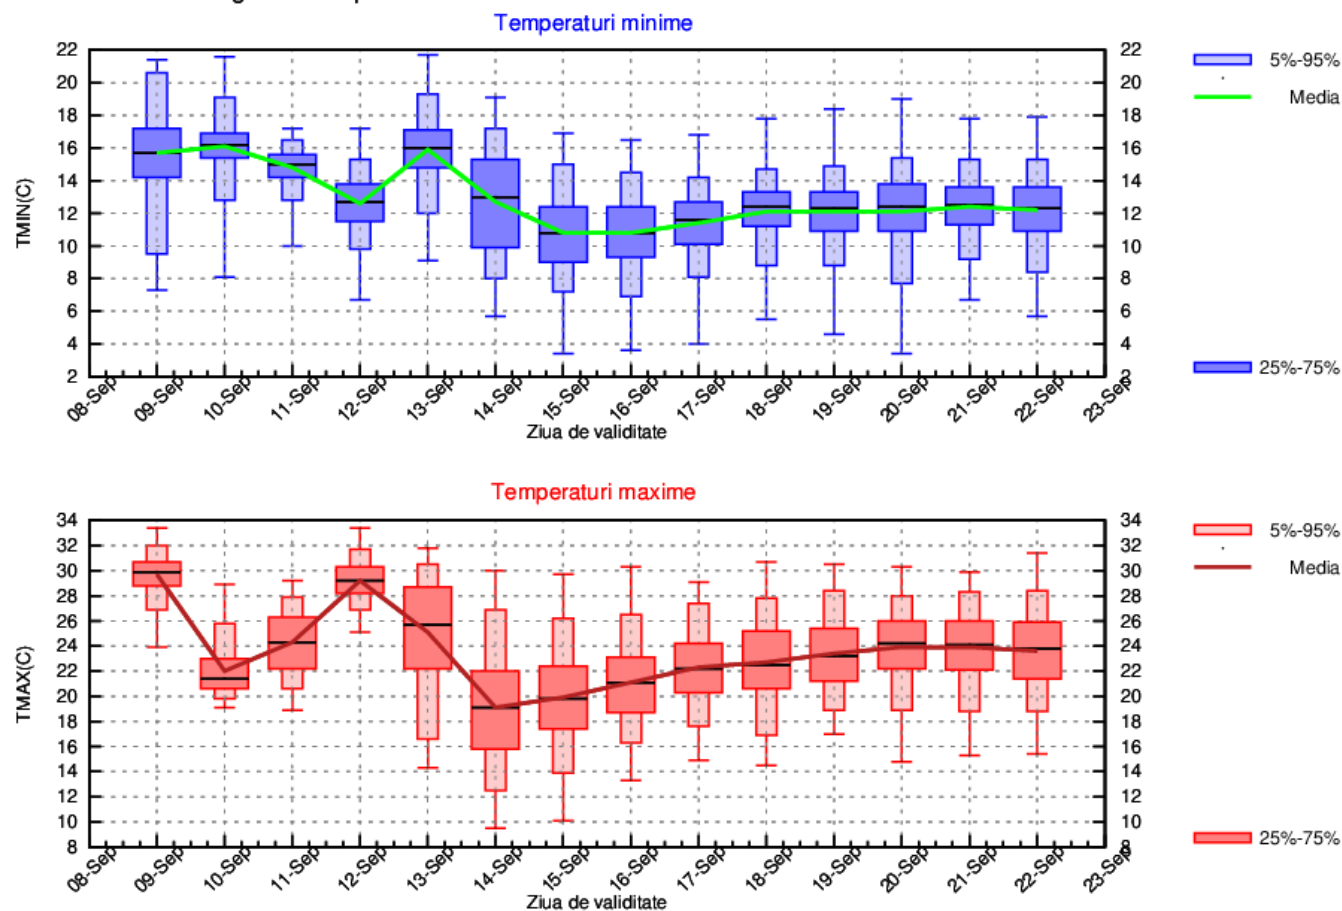 Temperaturi minime
22
20
18
16
14
12
10
8
6
4
2
TMIN(C)
22
20
18
16
14
12
10
8
6
4
2
08-Sep
09-Sep
10-Sep
11-Sep
12-Sep
13-Sep
14-Sep
15-Sep
16-Sep
17-Sep
18-Sep
19-Sep
20-Sep
21-Sep
22-Sep
23-Sep
Ziua de validitate
5%-95%
Media
25%-75%
Temperaturi maxime
34
32
30
28
26
24
22
20
18
16
14
12
10
8
TMAX(C)
34
32
30
28
26
24
22
20
18
16
14
12
10
8
08-Sep
09-Sep
10-Sep
11-Sep
12-Sep
13-Sep
14-Sep
15-Sep
16-Sep
17-Sep
18-Sep
19-Sep
20-Sep
21-Sep
22-Sep
23-Sep
Ziua de validitate
5%-95%
Media
25%-75%